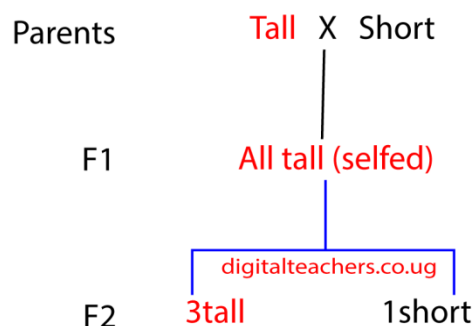 Parents Tall X Short
F1 All tall (selfed)
digitalteachers.co.ug
F2 3tall 1short